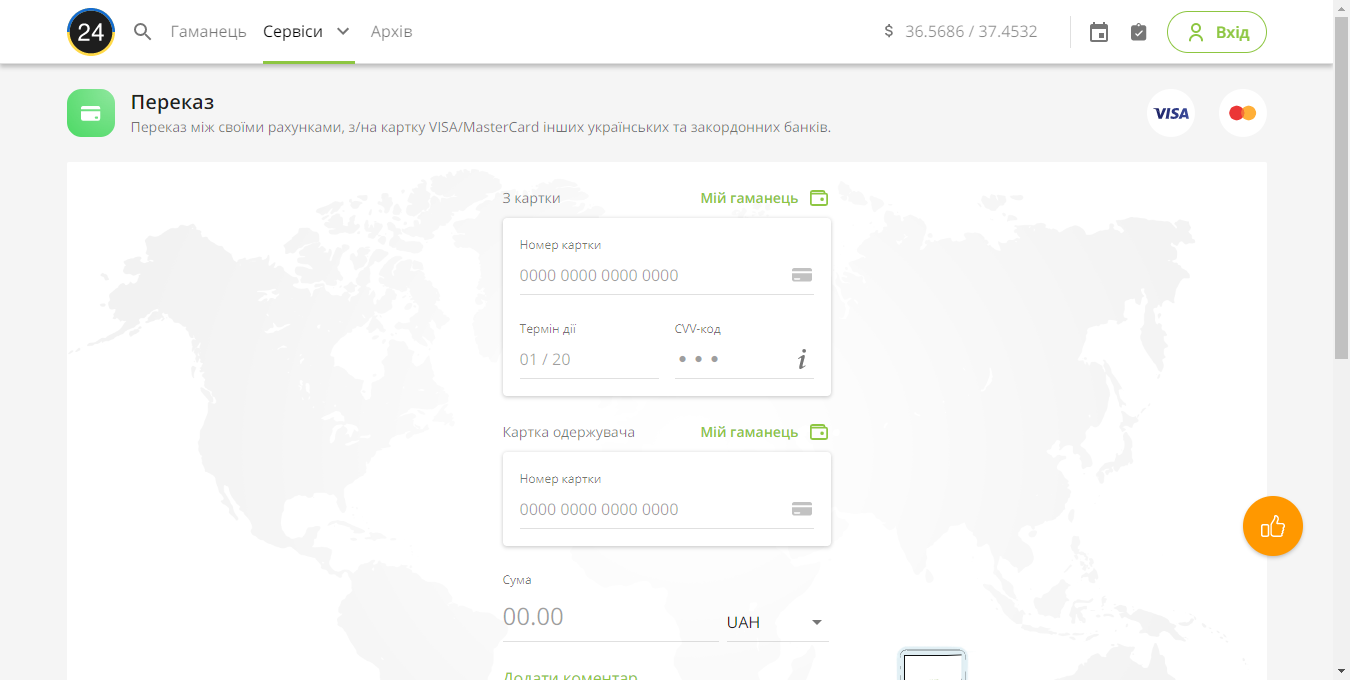 24 Гаманець Сервіси Архів $ 36.5686 / 37.4532 Вхід
Переказ
Переказ між своїми рахунками, з/на картку VISA/MasterCard інших українських та закордонних банків.
VISA
З картки Мій гаманець
Номер картки
0000 0000 0000 0000
Термін дії CVV-код
01 / 20 • • • i
Картка одержувача Мій гаманець
Номер картки
0000 0000 0000 0000
Сума
00.00 UAH
Додати коментар